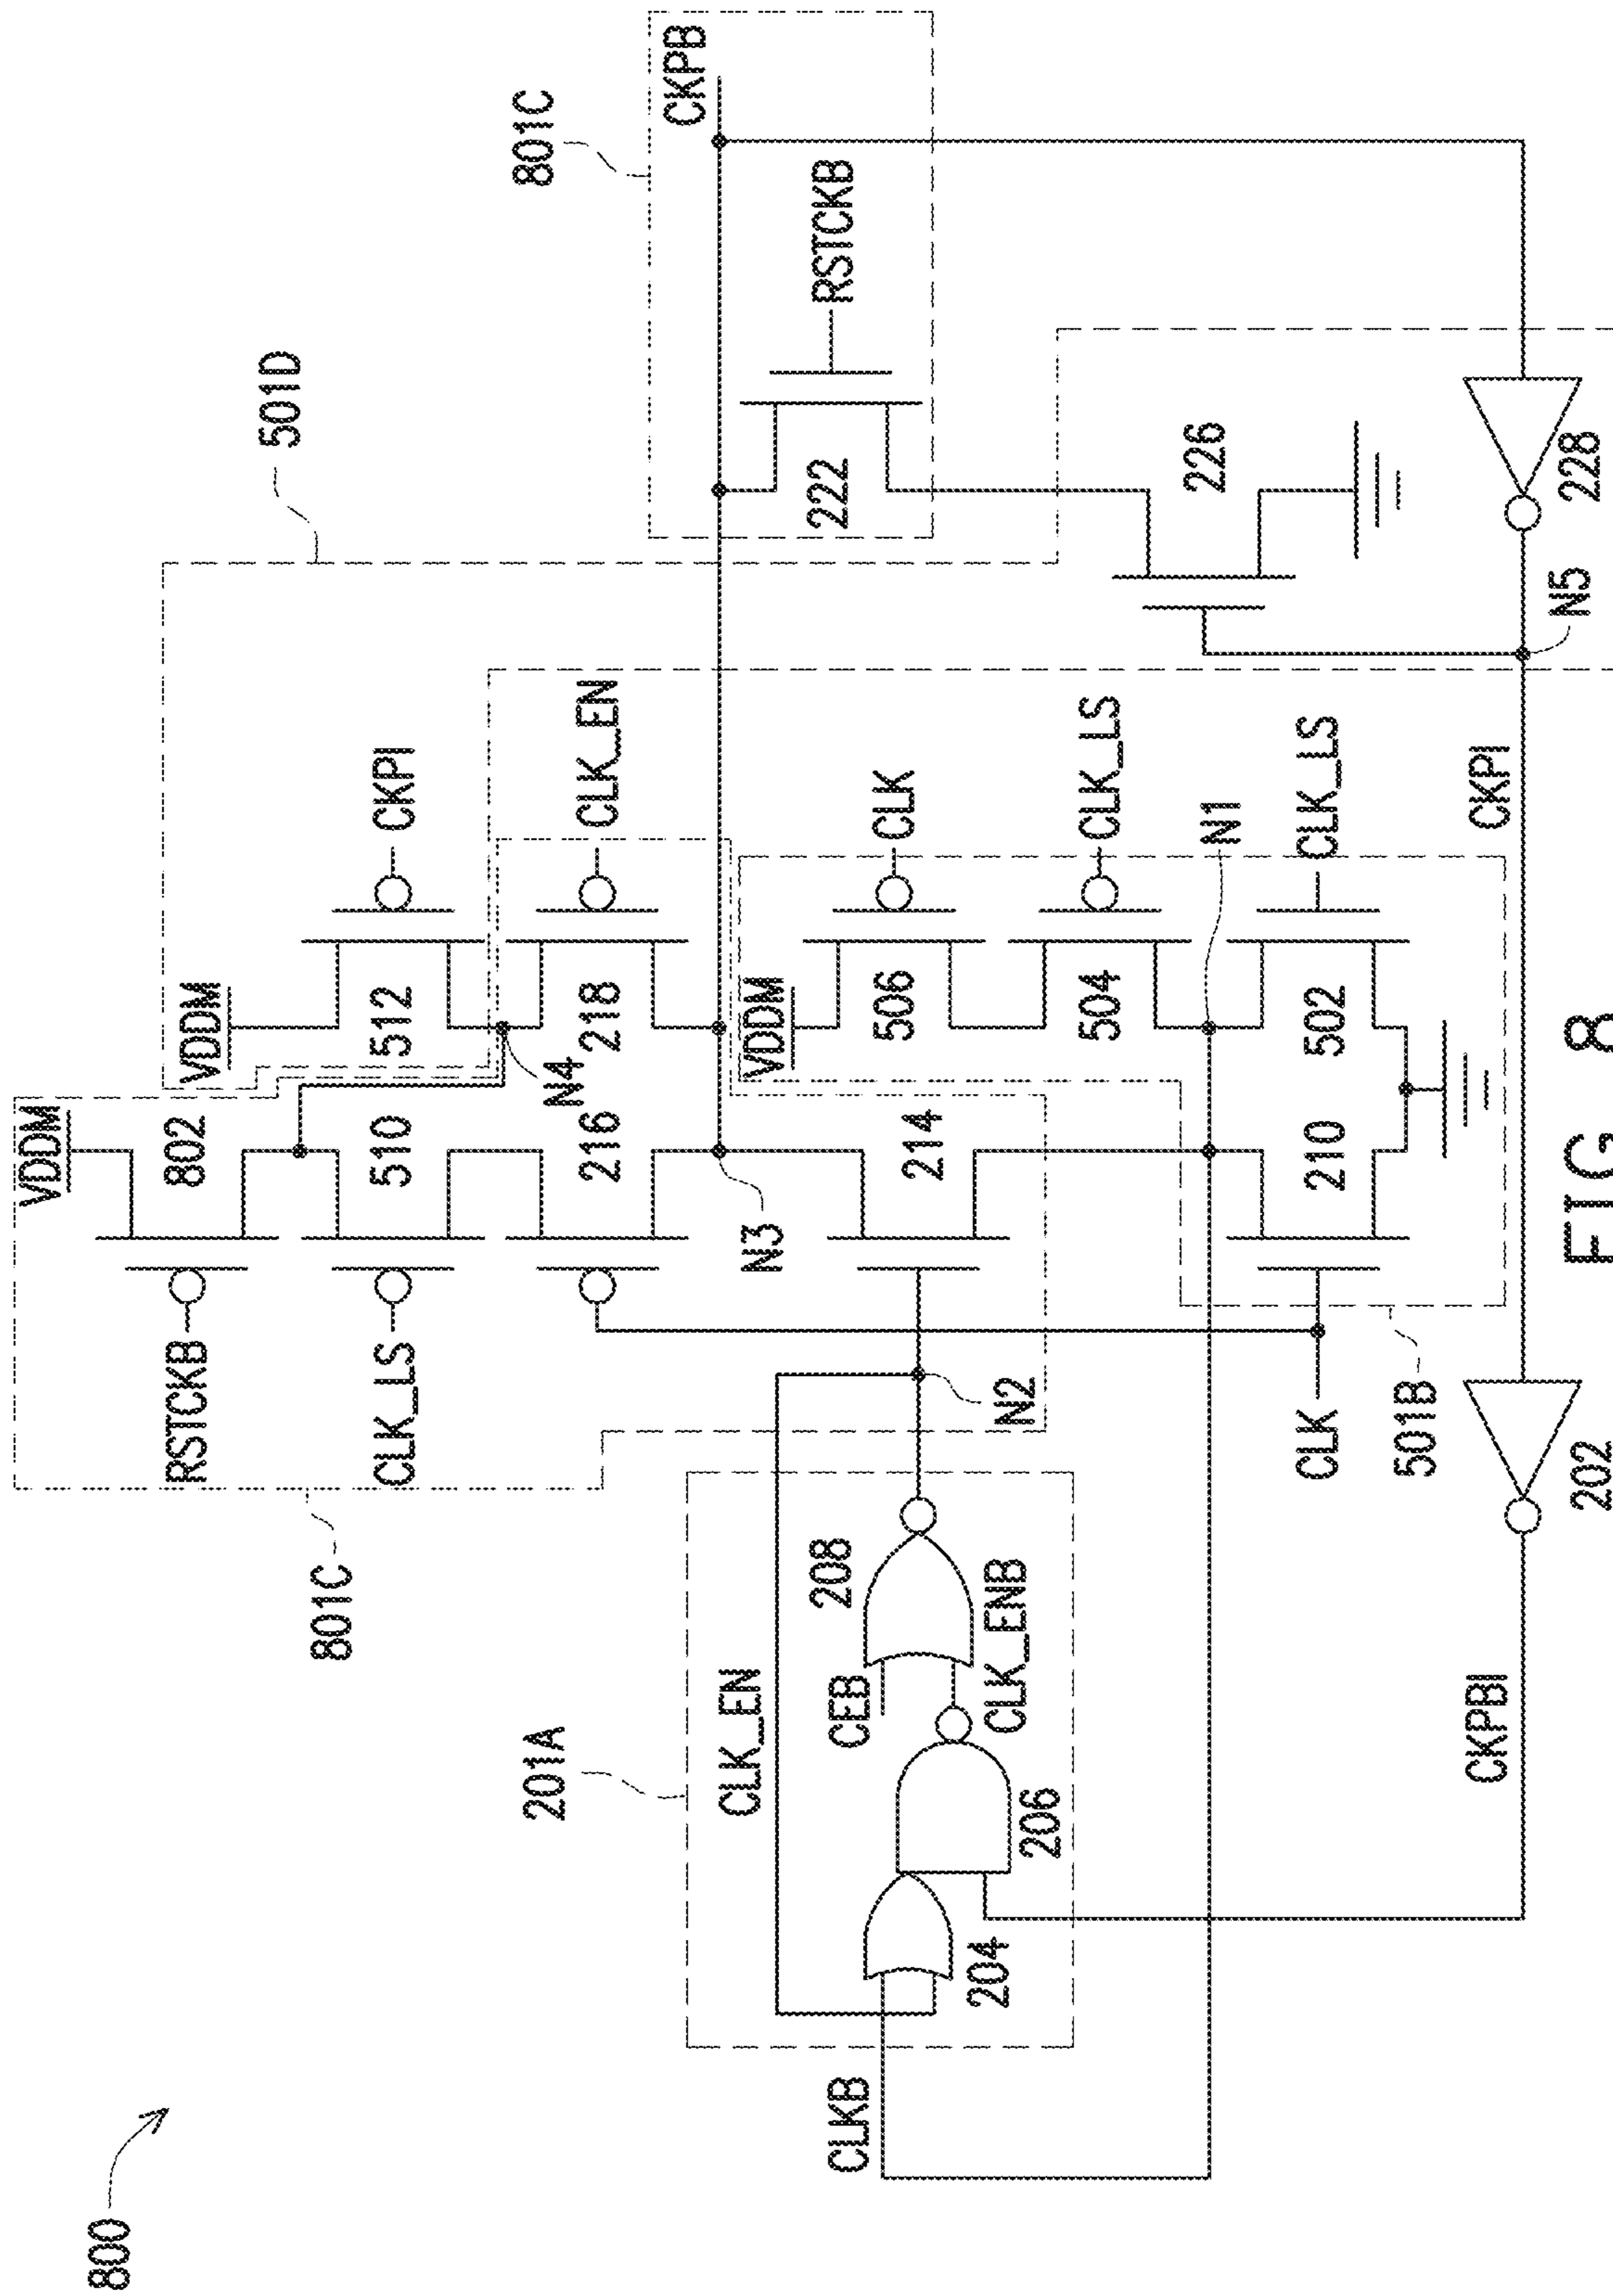 800
801C
RSTCKB
VDDM
802
CLK_LS
510
N4
216
N3
VDDM
512
CKPI
218
CLK_EN
501D
801C
CKPB
RSTCKB
222
226
228
N5
201A
CLK_EN
CLKB
204
206
CEB
208
CLK_ENB
N2
214
VDDM
506
CLK
504
CLK_LS
N1
502
CLK_LS
210
CLK
501B
CKPI
CKPBI
202
FIG 8